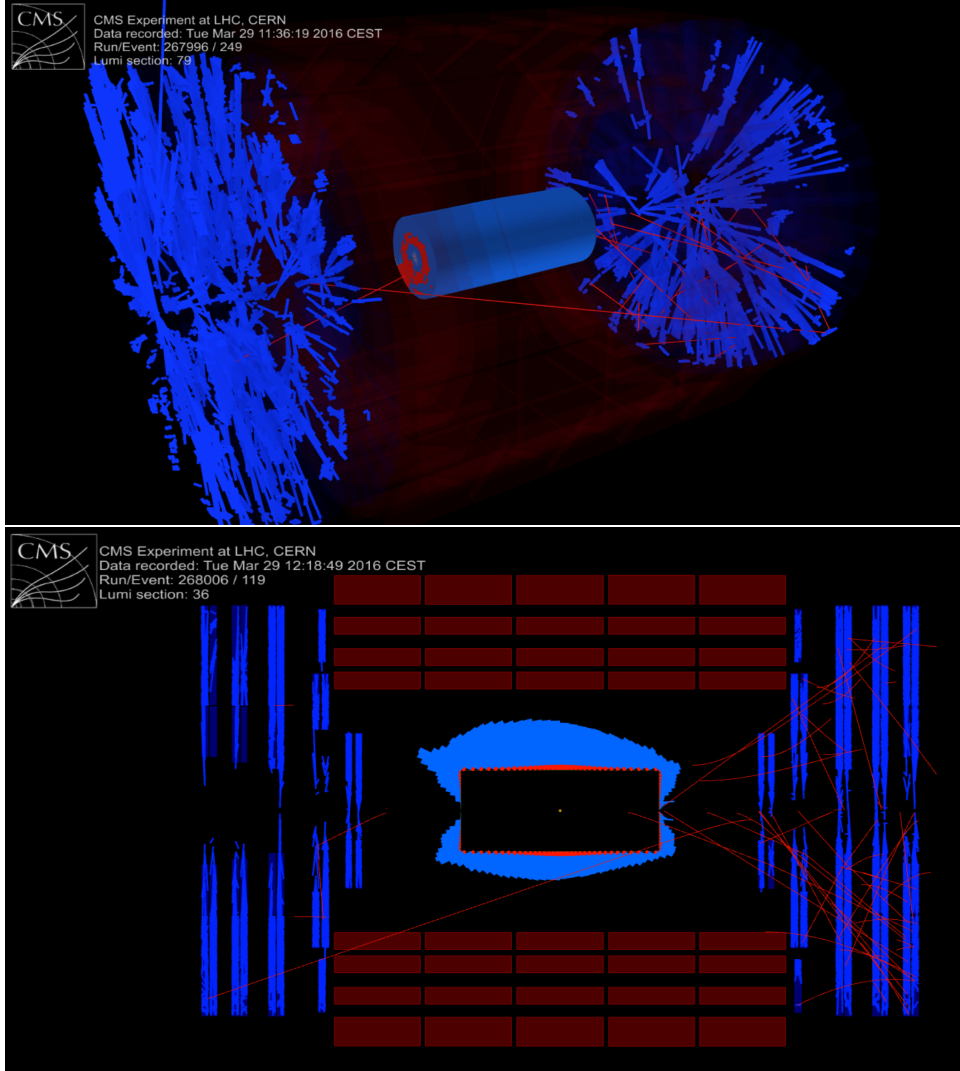 CMS
CMS Experiment at LHC, CERN
Data recorded: Tue Mar 29 11:36:19 2016 CEST
Run/Event: 267996 / 249
Lumi section: 79
CMS
CMS Experiment at LHC, CERN
Data recorded: Tue Mar 29 12:18:49 2016 CEST
Run/Event: 268006 / 119
Lumi section: 36